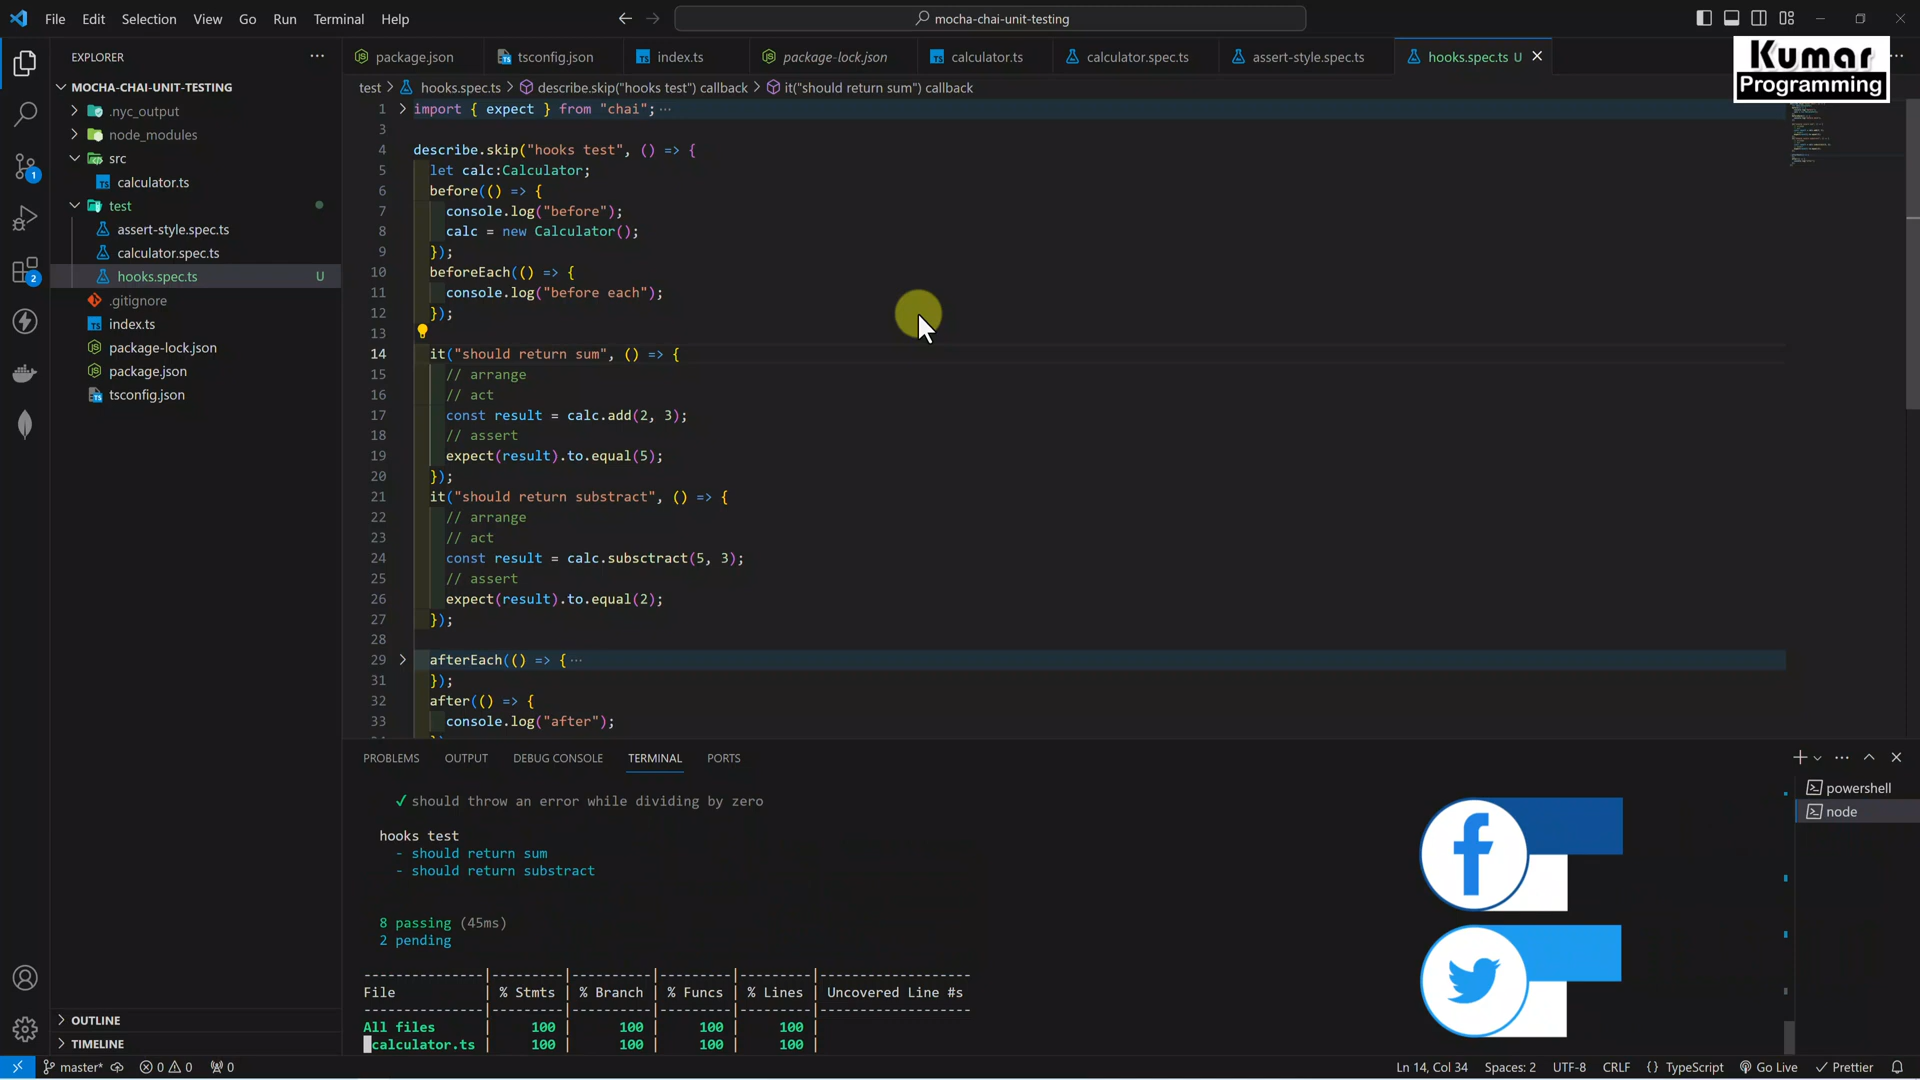 File Edit Selection View Go Run Terminal Help
mocha-chai-unit-testing
Kumar
Programming
EXPLORER
MOCHA-CHAI-UNIT-TESTING
.nyc_output
node_modules
src
calculator.ts
test
assert-style.spec.ts
calculator.spec.ts
hooks.spec.ts U
.gitignore
index.ts
package-lock.json
package.json
tsconfig.json
OUTLINE
TIMELINE
1
2
package.json tsconfig.json index.ts package-lock.json calculator.ts calculator.spec.ts assert-style.spec.ts hooks.spec.ts U
test > hooks.spec.ts > describe.skip("hooks test") callback > it("should return sum") callback
1 import { expect } from "chai"; ···
3
4 describe.skip("hooks test", () => {
5 let calc:Calculator;
6 before(() => {
7 console.log("before");
8 calc = new Calculator();
9 });
10 beforeEach(() => {
11 console.log("before each");
12 });
13
14 it("should return sum", () => {
15 // arrange
16 // act
17 const result = calc.add(2, 3);
18 // assert
19 expect(result).to.equal(5);
20 });
21 it("should return substract", () => {
22 // arrange
23 // act
24 const result = calc.subsctract(5, 3);
25 // assert
26 expect(result).to.equal(2);
27 });
28
29 afterEach(() => { ···
31 });
32 after(() => {
33 console.log("after");
PROBLEMS OUTPUT DEBUG CONSOLE TERMINAL PORTS
powershell
node
✓ should throw an error while dividing by zero
hooks test
- should return sum
- should return substract
8 passing (45ms)
2 pending
---------------|---------|----------|---------|---------|-------------------
File | % Stmts | % Branch | % Funcs | % Lines | Uncovered Line #s
---------------|---------|----------|---------|---------|-------------------
All files | 100 | 100 | 100 | 100 |
calculator.ts | 100 | 100 | 100 | 100 |
master* 0 0 0 Ln 14, Col 34 Spaces: 2 UTF-8 CRLF {} TypeScript Go Live Prettier